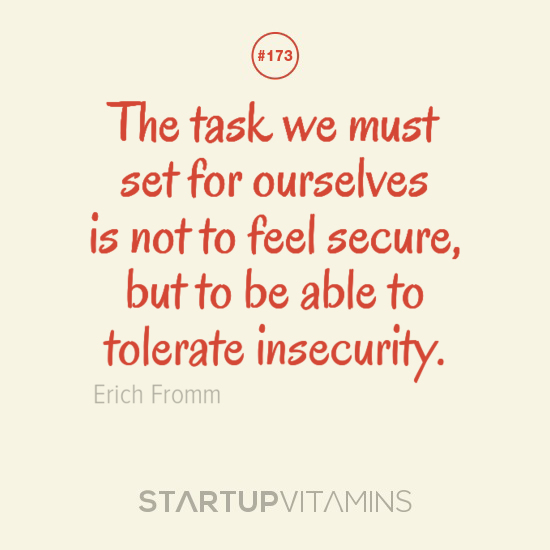 #173
The task we must
set for ourselves
is not to feel secure,
but to be able to
tolerate insecurity.
Erich Fromm
STARTUPVITAMINS